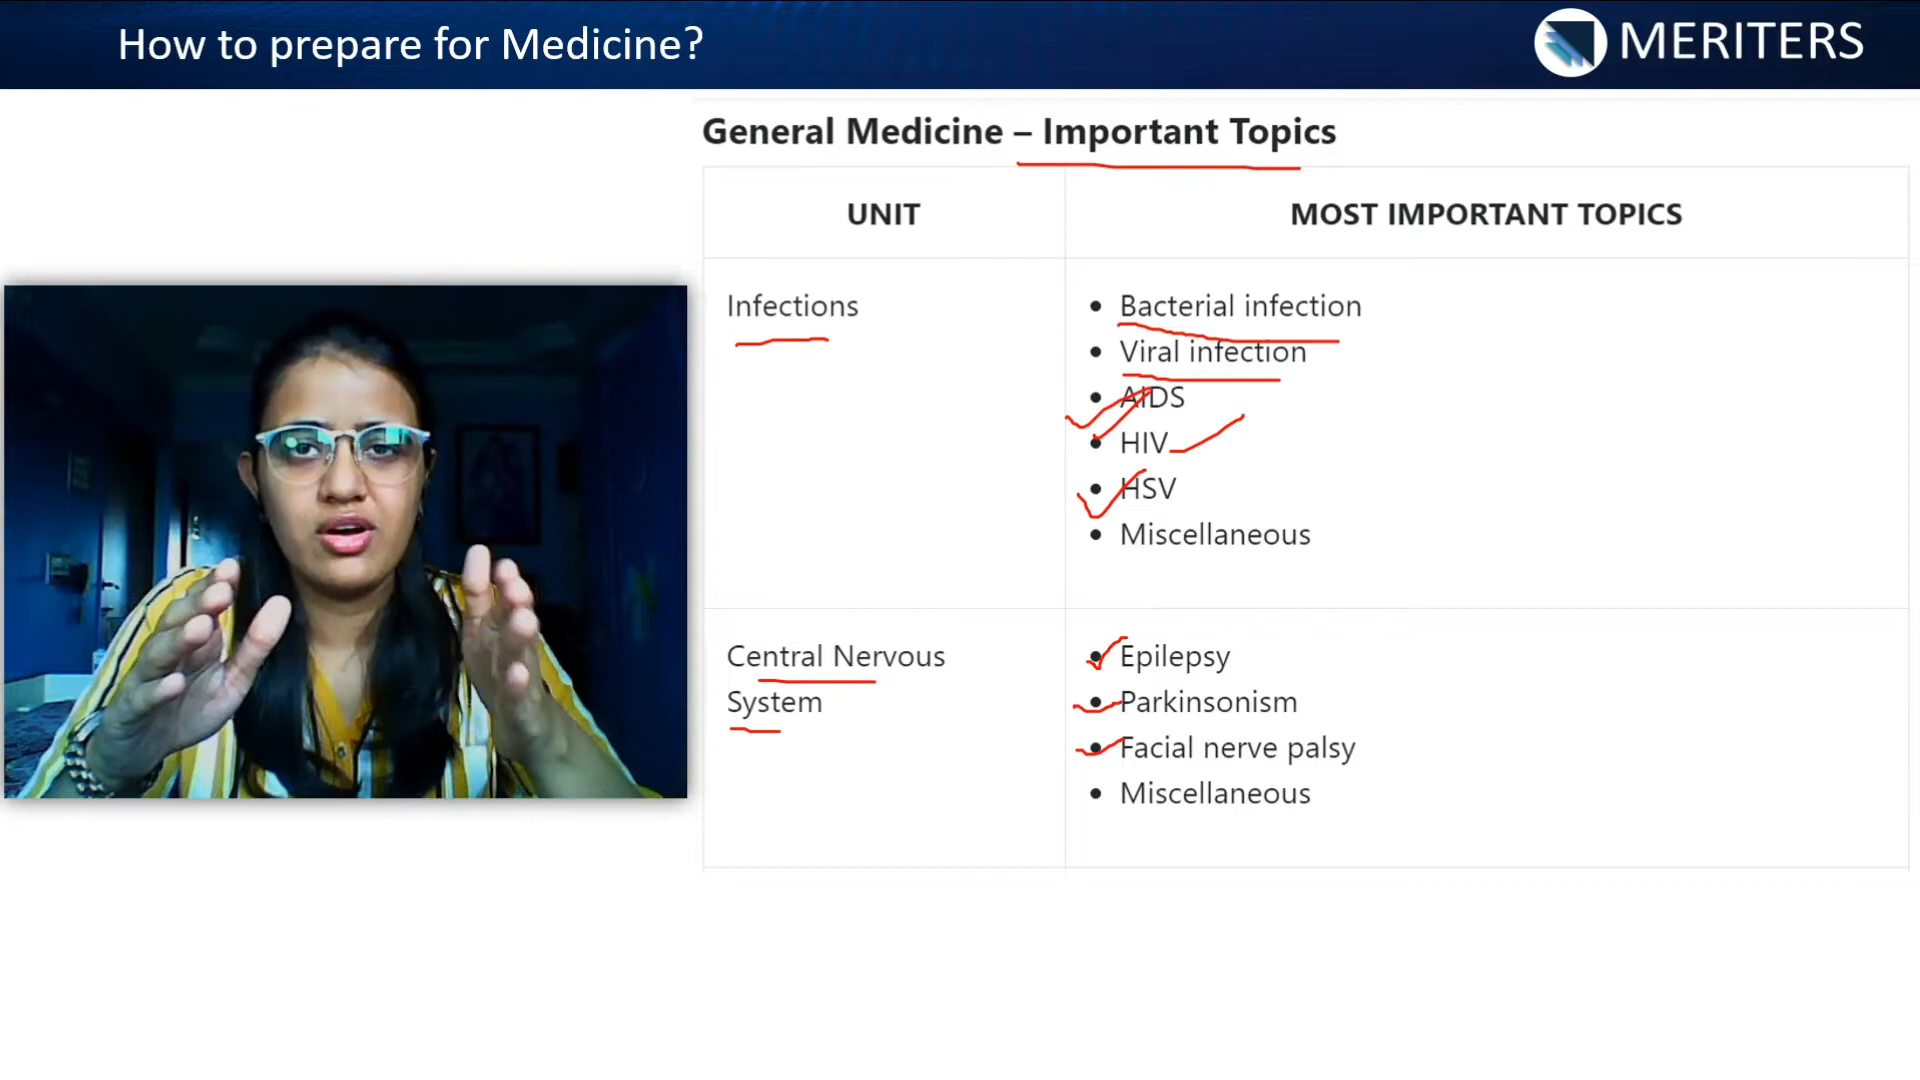 How to prepare for Medicine?
MERITERS
General Medicine – Important Topics
UNIT
MOST IMPORTANT TOPICS
Infections
• Bacterial infection
• Viral infection
• AIDS
• HIV
• HSV
• Miscellaneous
Central Nervous
System
• Epilepsy
• Parkinsonism
• Facial nerve palsy
• Miscellaneous